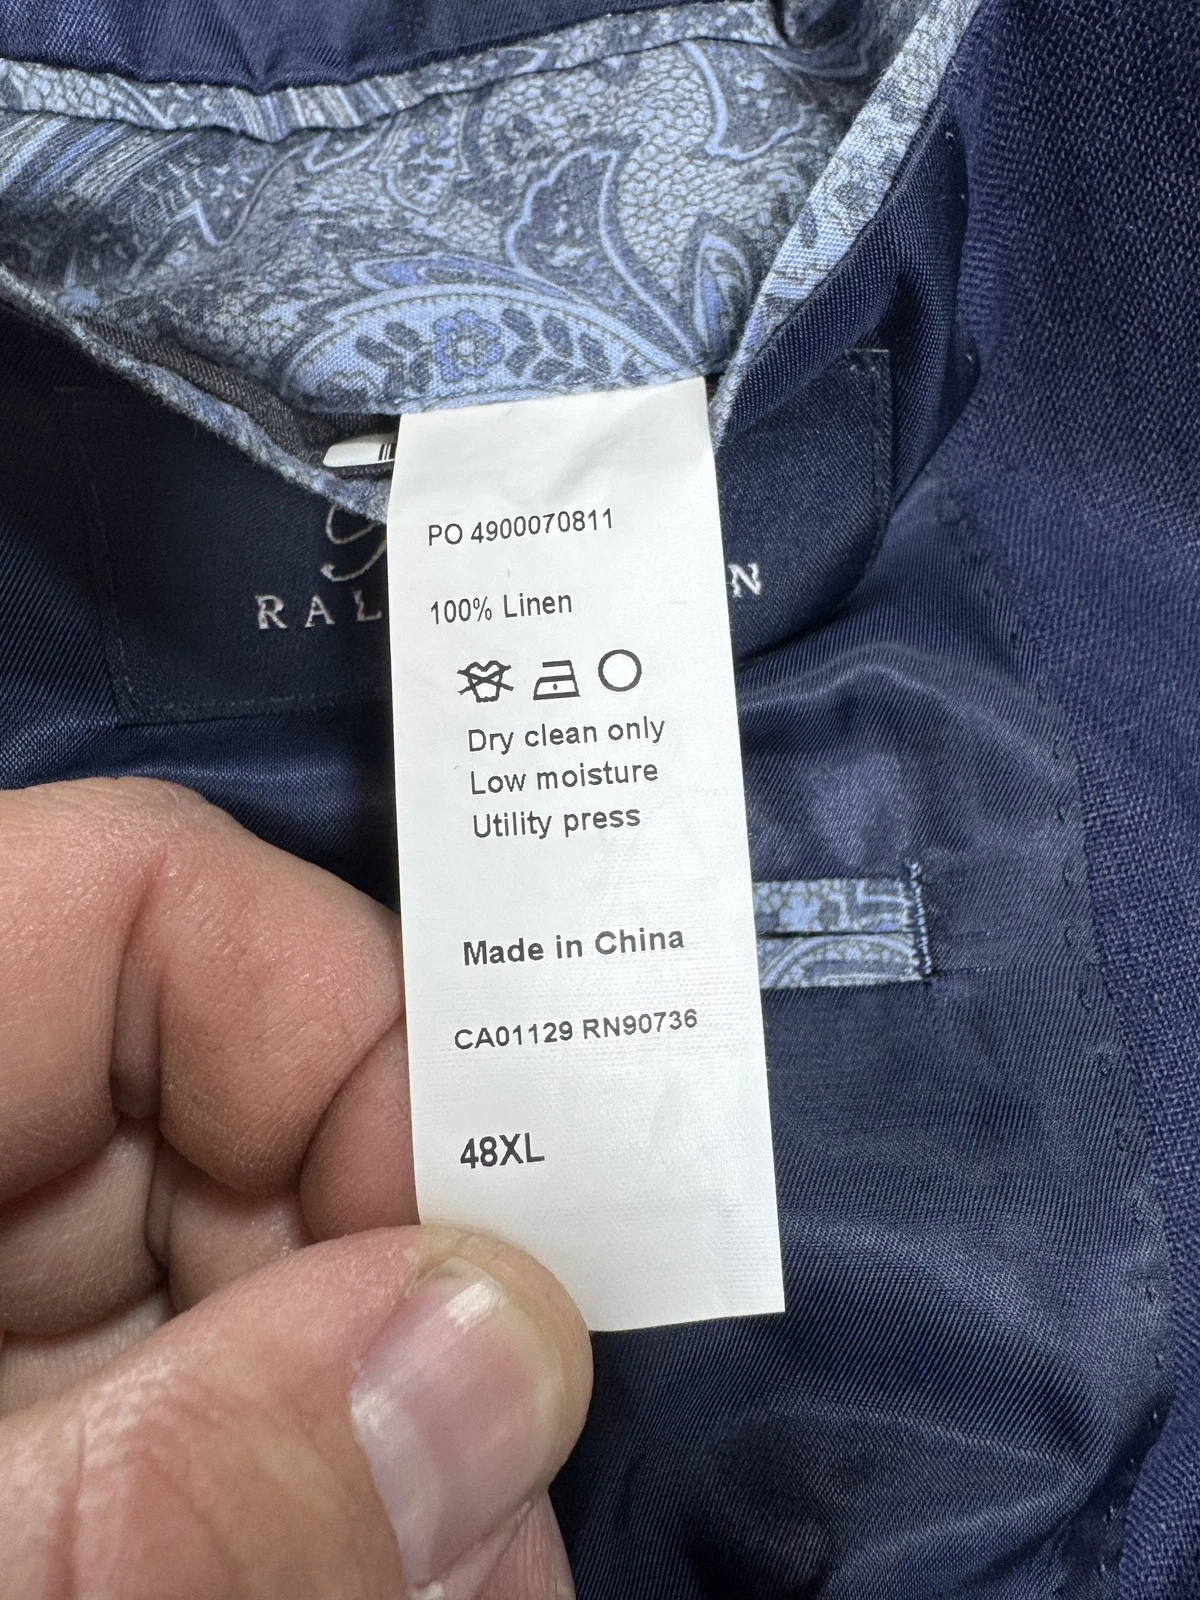 PO 4900070811
100% Linen
RAL
N
Dry clean only
Low moisture
Utility press
Made in China
CA01129 RN90736
48XL